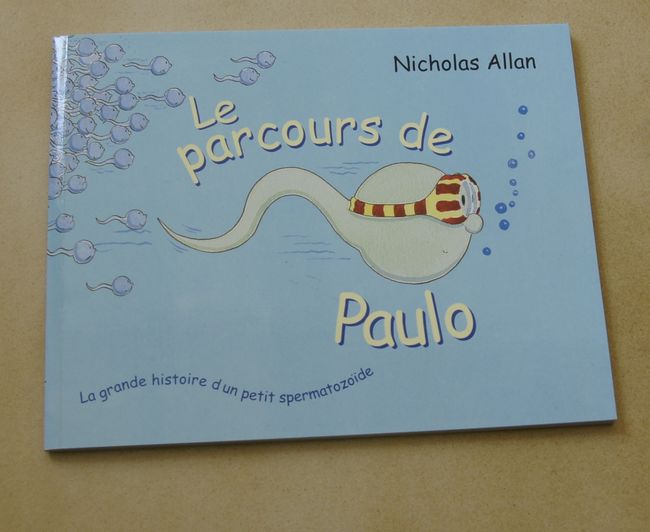 Nicholas Allan
Le
parcours de
Paulo
La grande histoire d'un petit spermatozoïde